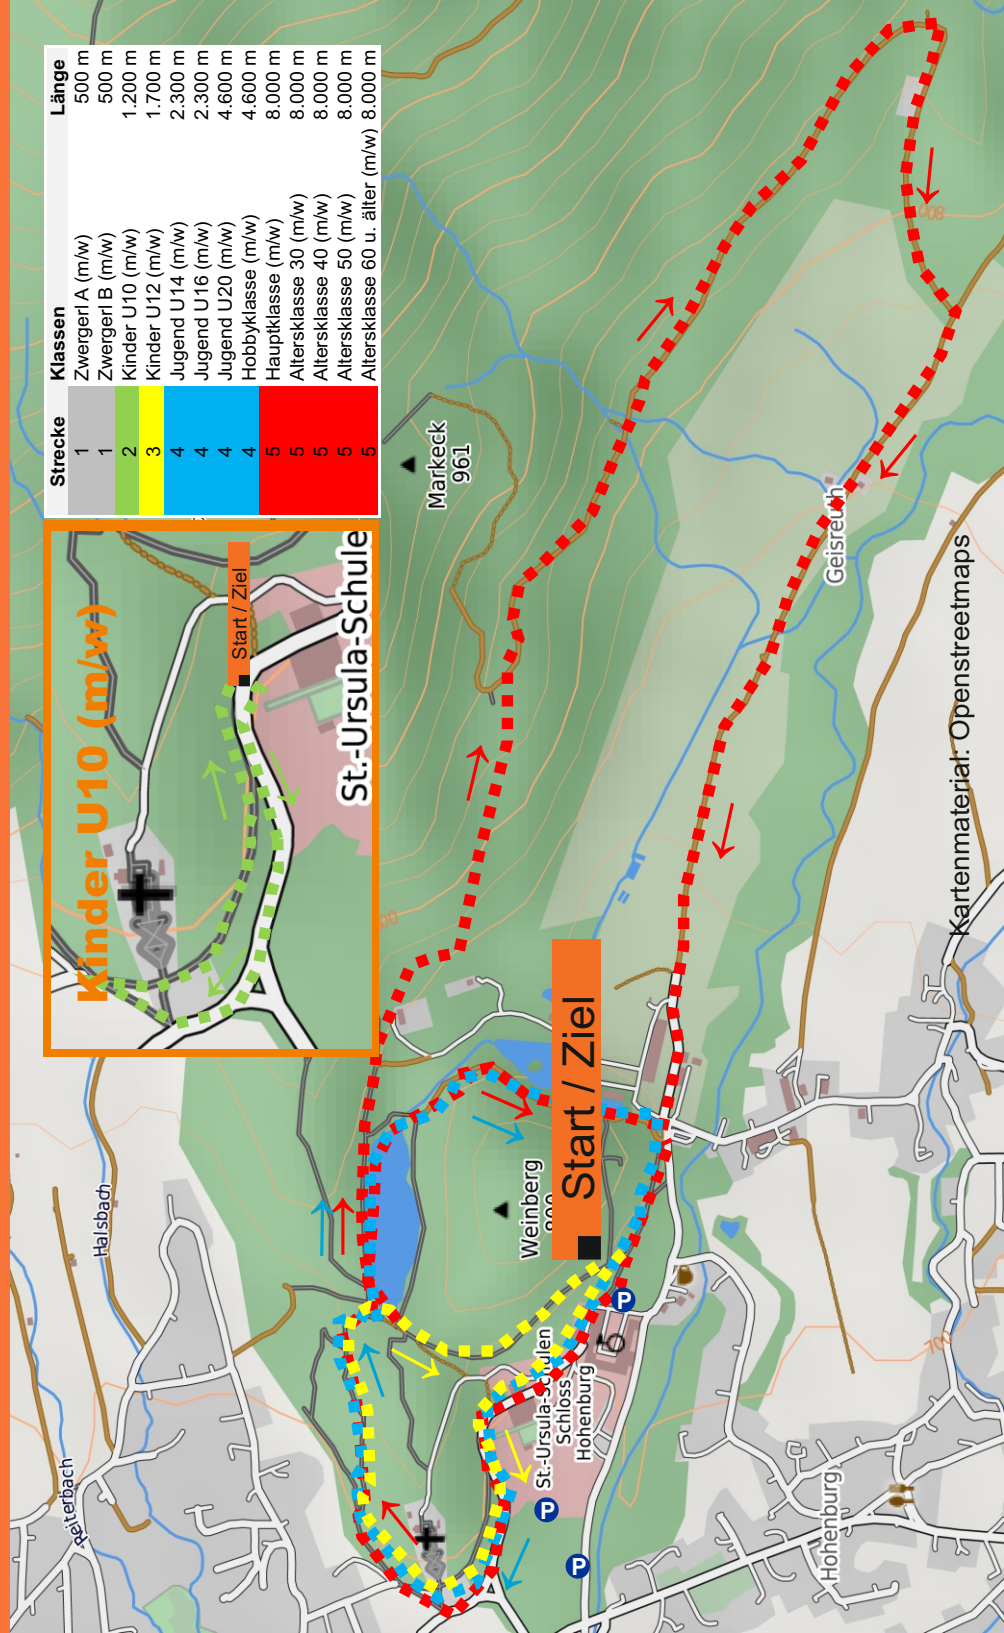 Strecke Klassen Länge
1 Zwergerl A (m/w) 500 m
1 Zwergerl B (m/w) 500 m
2 Kinder U10 (m/w) 1.200 m
3 Kinder U12 (m/w) 1.700 m
4 Jugend U14 (m/w) 2.300 m
4 Jugend U16 (m/w) 2.300 m
4 Jugend U20 (m/w) 4.600 m
4 Hobbyklasse (m/w) 4.600 m
5 Hauptklasse (m/w) 8.000 m
5 Altersklasse 30 (m/w) 8.000 m
5 Altersklasse 40 (m/w) 8.000 m
5 Altersklasse 50 (m/w) 8.000 m
5 Altersklasse 60 u. älter (m/w) 8.000 m
Kinder U10 (m/w)
Start / Ziel
St.-Ursula-Schule
Halsbach
Reiterbach
Markeck
961
Weinberg
Start / Ziel
St.-Ursula-Schulen
Schloss
Hohenburg
P
P
P
800
Geisreuth
700
Hohenburg
Kartenmaterial: Openstreetmaps